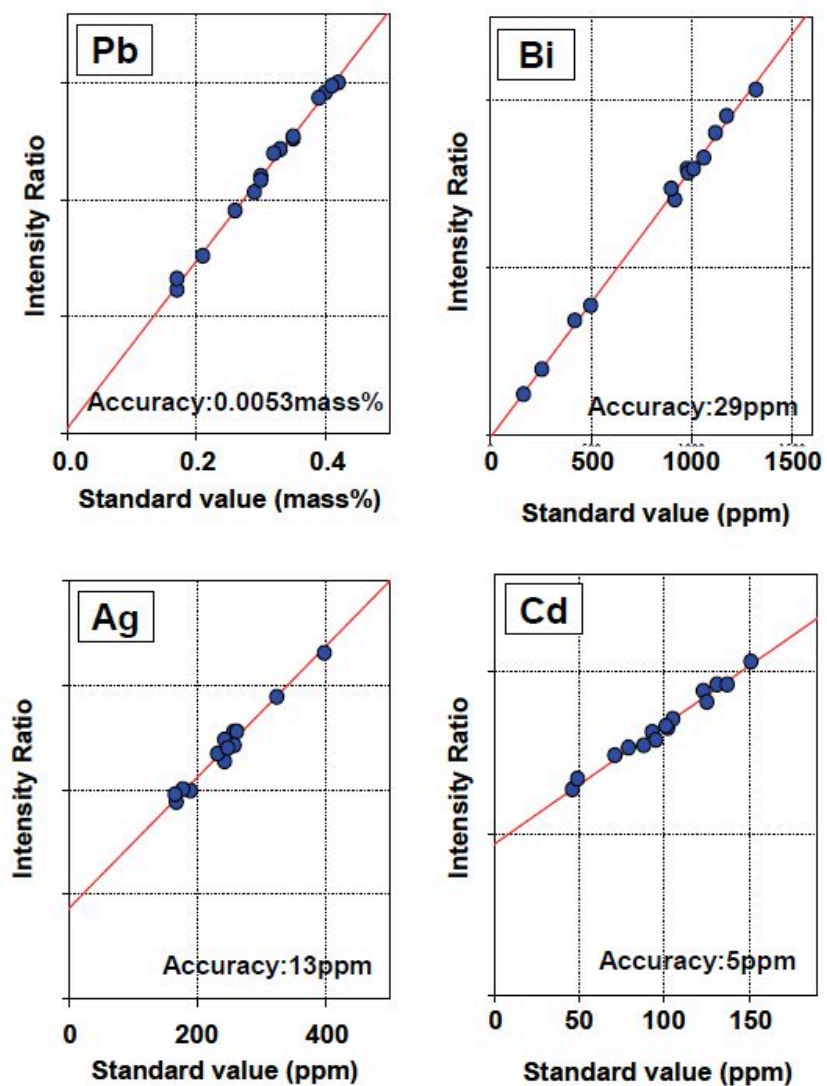 Pb
Intensity Ratio
Accuracy:0.0053mass%
0.0 0.2 0.4
Standard value (mass%)
Bi
Intensity Ratio
Accuracy:29ppm
0 500 1000 1500
Standard value (ppm)
Ag
Intensity Ratio
Accuracy:13ppm
0 200 400
Standard value (ppm)
Cd
Intensity Ratio
Accuracy:5ppm
0 50 100 150
Standard value (ppm)